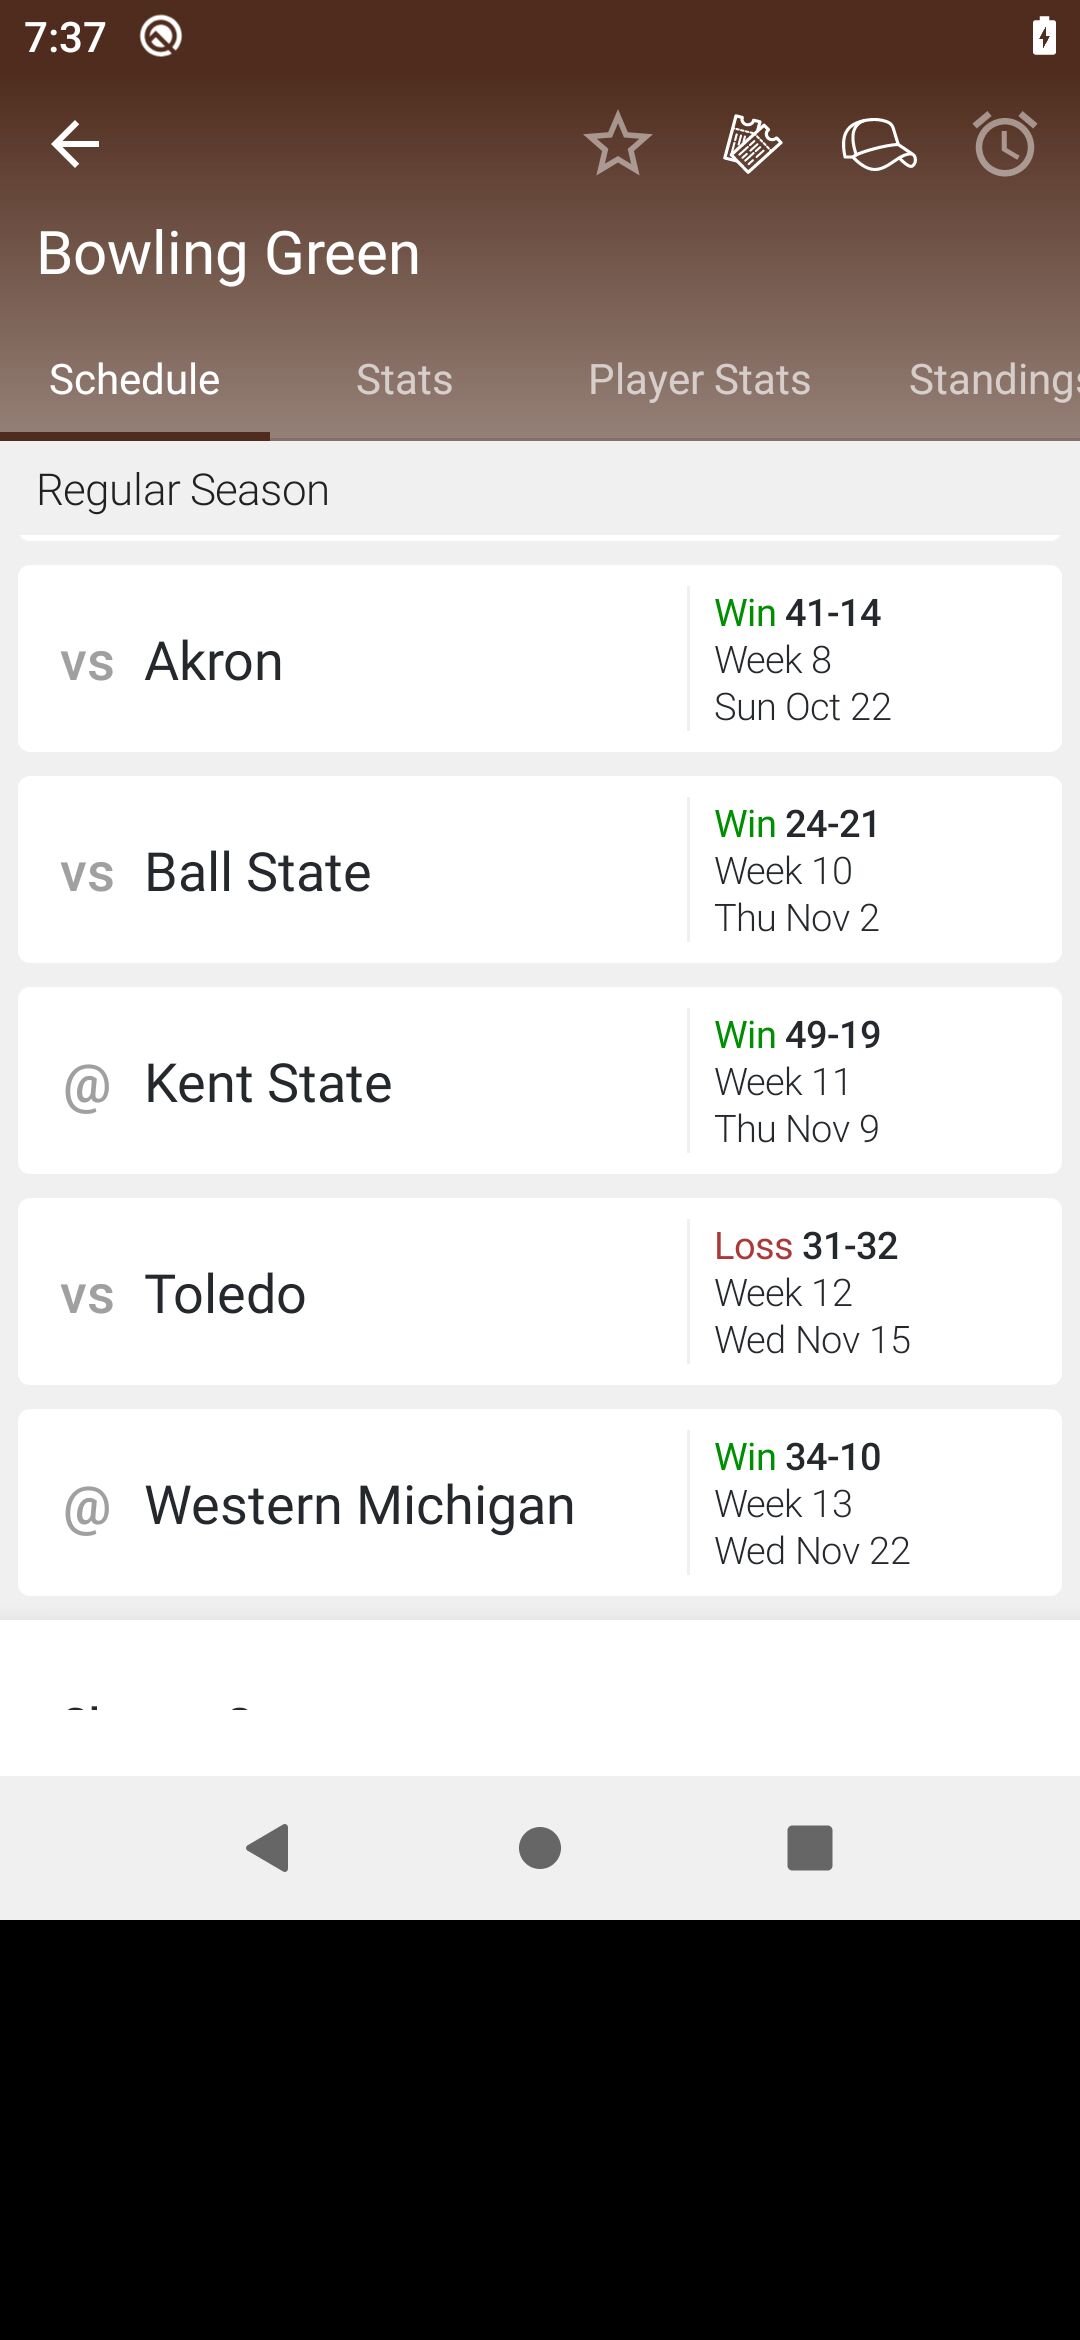 7:37
Bowling Green
Schedule Stats Player Stats Standings
Regular Season
vs Akron
Win 41-14
Week 8
Sun Oct 22
vs Ball State
Win 24-21
Week 10
Thu Nov 2
@ Kent State
Win 49-19
Week 11
Thu Nov 9
vs Toledo
Loss 31-32
Week 12
Wed Nov 15
@ Western Michigan
Win 34-10
Week 13
Wed Nov 22